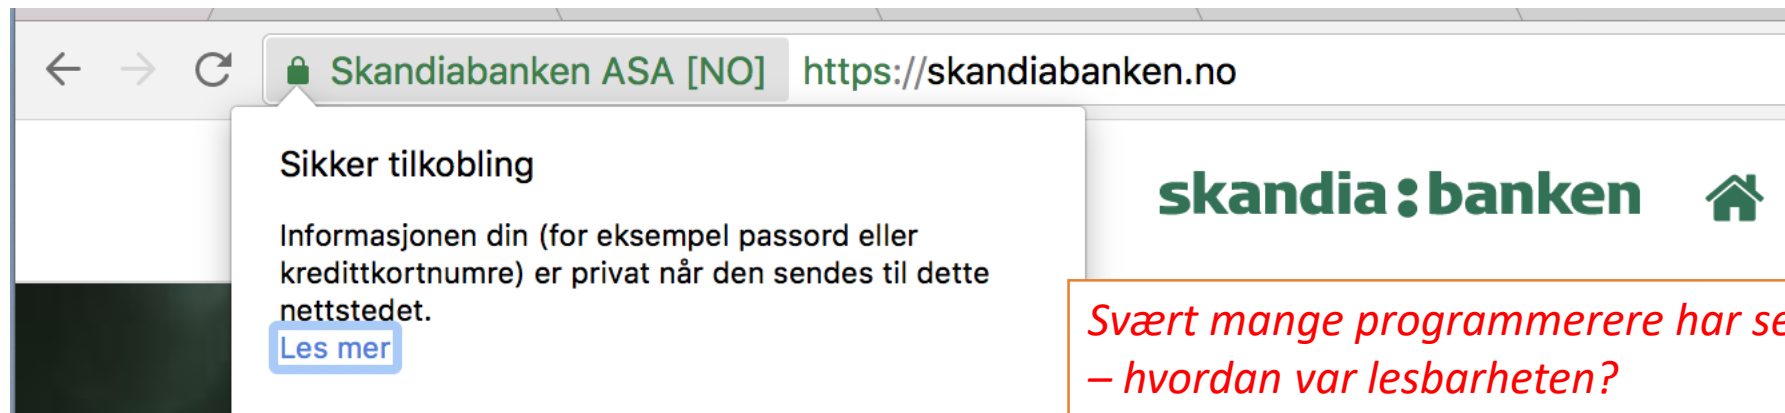 Skandiabanken ASA [NO] https://skandiabanken.no
Sikker tilkobling
skandia:banken
Informasjonen din (for eksempel passord eller
kredittkortnumre) er privat når den sendes til dette
nettstedet.
Les mer
Svært mange programmerere har
– hvordan var lesbarheten?